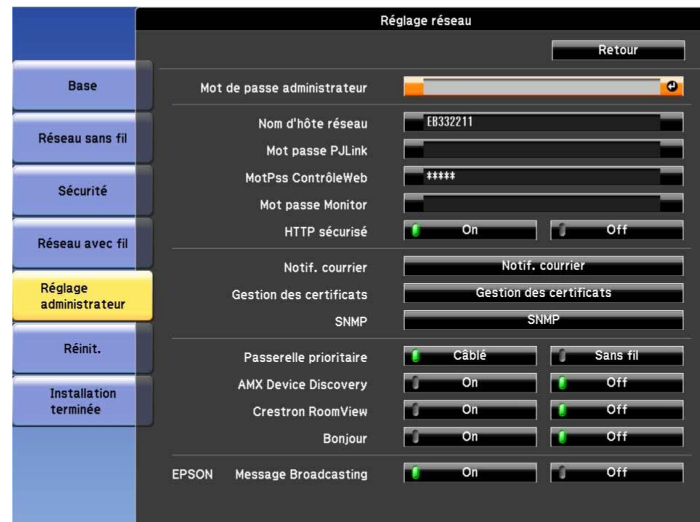 Réglage réseau
Retour
Base
Réseau sans fil
Sécurité
Réseau avec fil
Réglage
administrateur
Réinit.
Installation
terminée
Mot de passe administrateur
Nom d'hôte réseau EB332211
Mot passe PJLink
MotPss ContrôleWeb *****
Mot passe Monitor
HTTP sécurisé On Off
Notif. courrier Notif. courrier
Gestion des certificats Gestion des certificats
SNMP SNMP
Passerelle prioritaire Câblé Sans fil
AMX Device Discovery On Off
Crestron RoomView On Off
Bonjour On Off
EPSON Message Broadcasting On Off